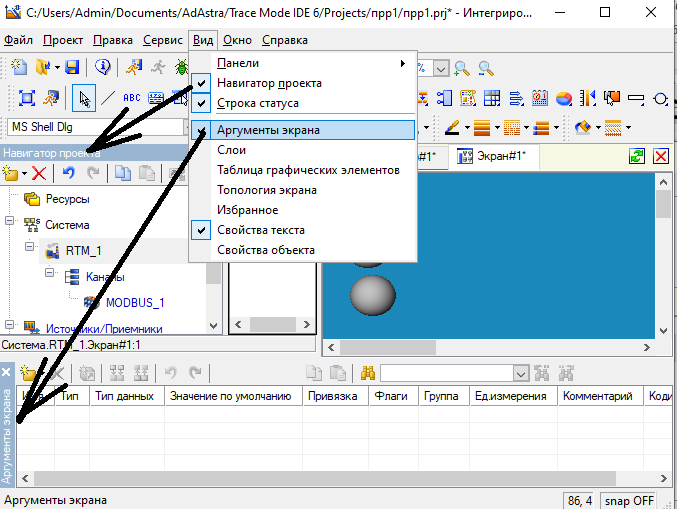 C:/Users/Admin/Documents/AdAstra/Trace Mode IDE 6/Projects/прр1/прр1.prj* - Интегриро...
Файл Проект Правка Сервис Вид Окно Справка
Панели
Навигатор проекта
Строка статуса
Аргументы экрана
Слои
Таблица графических элементов
Топология экрана
Избранное
Свойства текста
Свойства объекта
%
ABC
MS Shell Dlg
Навигатор проекта
#1*
Экран#1*
Ресурсы
Система
RTM_1
Каналы
MODBUS_1
Источники/Приемники
Система.RTM_1.Экран#1:1
Аргументы экрана
Тип Тип данных Значение по умолчанию Привязка Флаги Группа Ед.измерения Комментарий Коди
Аргументы экрана
86, 4 snap OFF